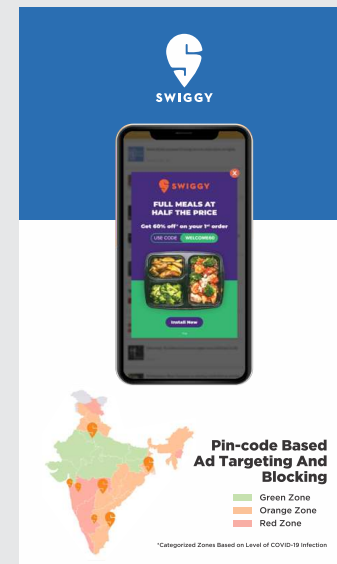 SWIGGY
SWIGGY
FULL MEALS AT
HALF THE PRICE
Get 60% off* on your 1st order
USE CODE WELCOME60
Install Now
Pin-code Based
Ad Targeting And
Blocking
Green Zone
Orange Zone
Red Zone
*Categorized Zones Based on Level of COVID-19 Infection